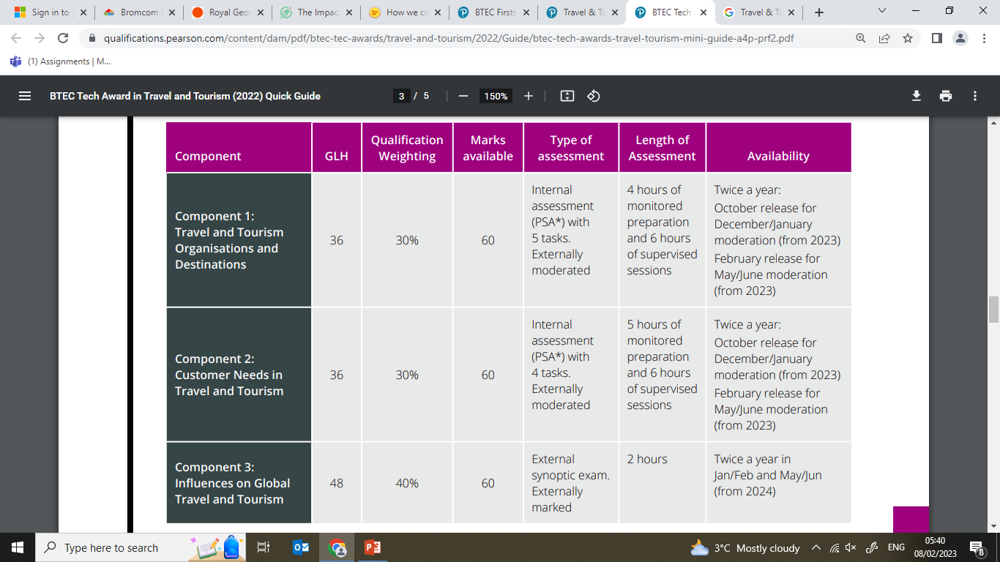 Sign in to y
Bromcom
Royal Geo
The Impac
How we co
BTEC Firsts
Travel & To
BTEC Tech
Travel & To
qualifications.pearson.com/content/dam/pdf/btec-tec-awards/travel-and-tourism/2022/Guide/btec-tech-awards-travel-tourism-mini-guide-a4p-prf2.pdf
(1) Assignments | M...
BTEC Tech Award in Travel and Tourism (2022) Quick Guide
3 / 5
150%
Component
GLH
Qualification
Weighting
Marks
available
Type of
assessment
Length of
Assessment
Availability
Component 1:
Travel and Tourism
Organisations and
Destinations
36
30%
60
Internal
assessment
(PSA*) with
5 tasks.
Externally
moderated
4 hours of
monitored
preparation
and 6 hours
of supervised
sessions
Twice a year:
October release for
December/January
moderation (from 2023)
February release for
May/June moderation
(from 2023)
Component 2:
Customer Needs in
Travel and Tourism
36
30%
60
Internal
assessment
(PSA*) with
4 tasks.
Externally
moderated
5 hours of
monitored
preparation
and 6 hours
of supervised
sessions
Twice a year:
October release for
December/January
moderation (from 2023)
February release for
May/June moderation
(from 2023)
Component 3:
Influences on Global
Travel and Tourism
48
40%
60
External
synoptic exam.
Externally
marked
2 hours
Twice a year in
Jan/Feb and May/Jun
(from 2024)
Type here to search
3°C Mostly cloudy
ENG
05:40
08/02/2023
8